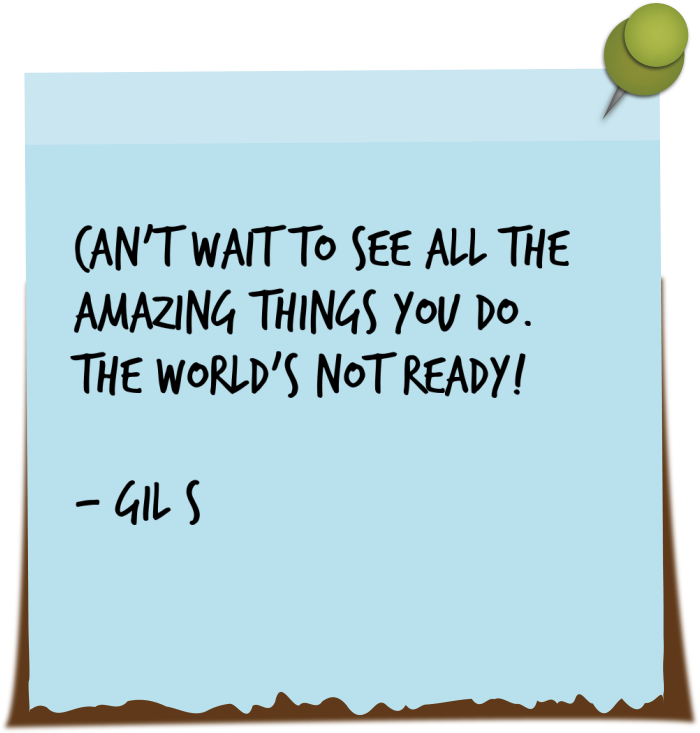 CAN'T WAIT TO SEE ALL THE
AMAZING THINGS YOU DO.
THE WORLD'S NOT READY!
- GIL S